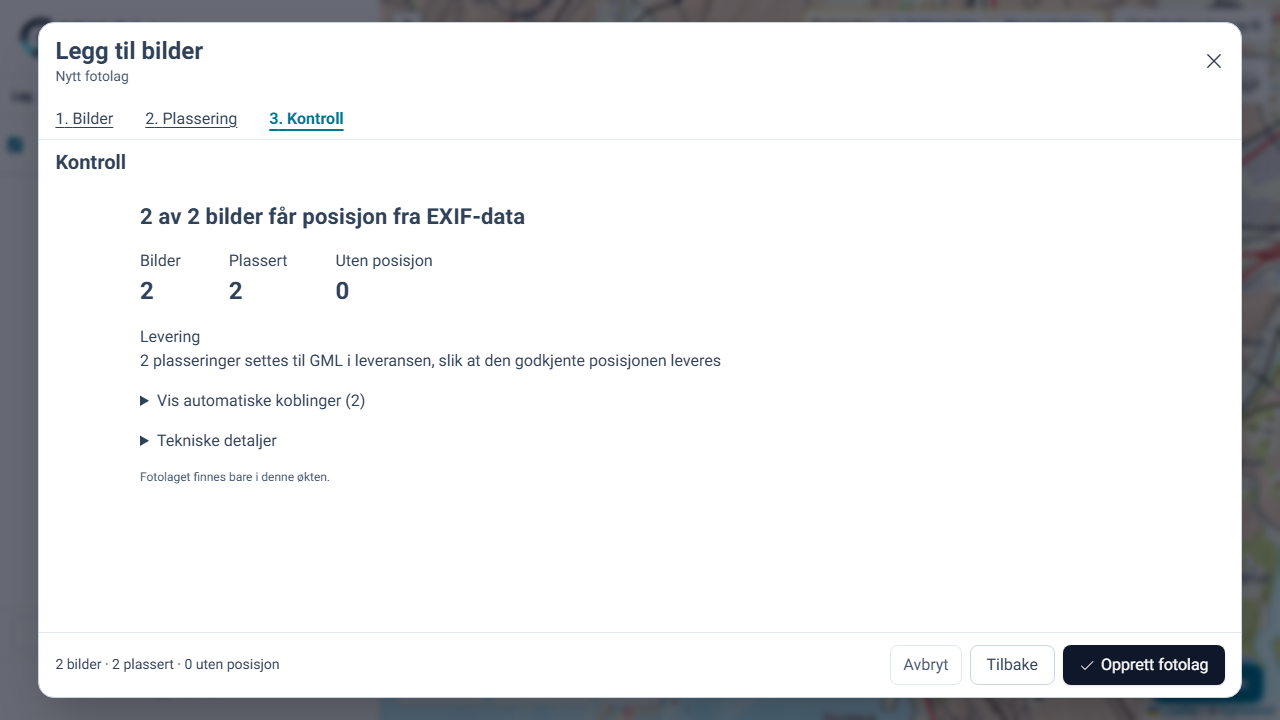 Legg til bilder
Nytt fotolag
1. Bilder
2. Plassering
3. Kontroll
Kontroll
2 av 2 bilder får posisjon fra EXIF-data
Bilder
Plassert
Uten posisjon
2
2
0
Levering
2 plasseringer settes til GML i leveransen, slik at den godkjente posisjonen leveres
Vis automatiske koblinger (2)
Tekniske detaljer
Fotolaget finnes bare i denne økten.
2 bilder · 2 plassert · 0 uten posisjon
Avbryt
Tilbake
Opprett fotolag